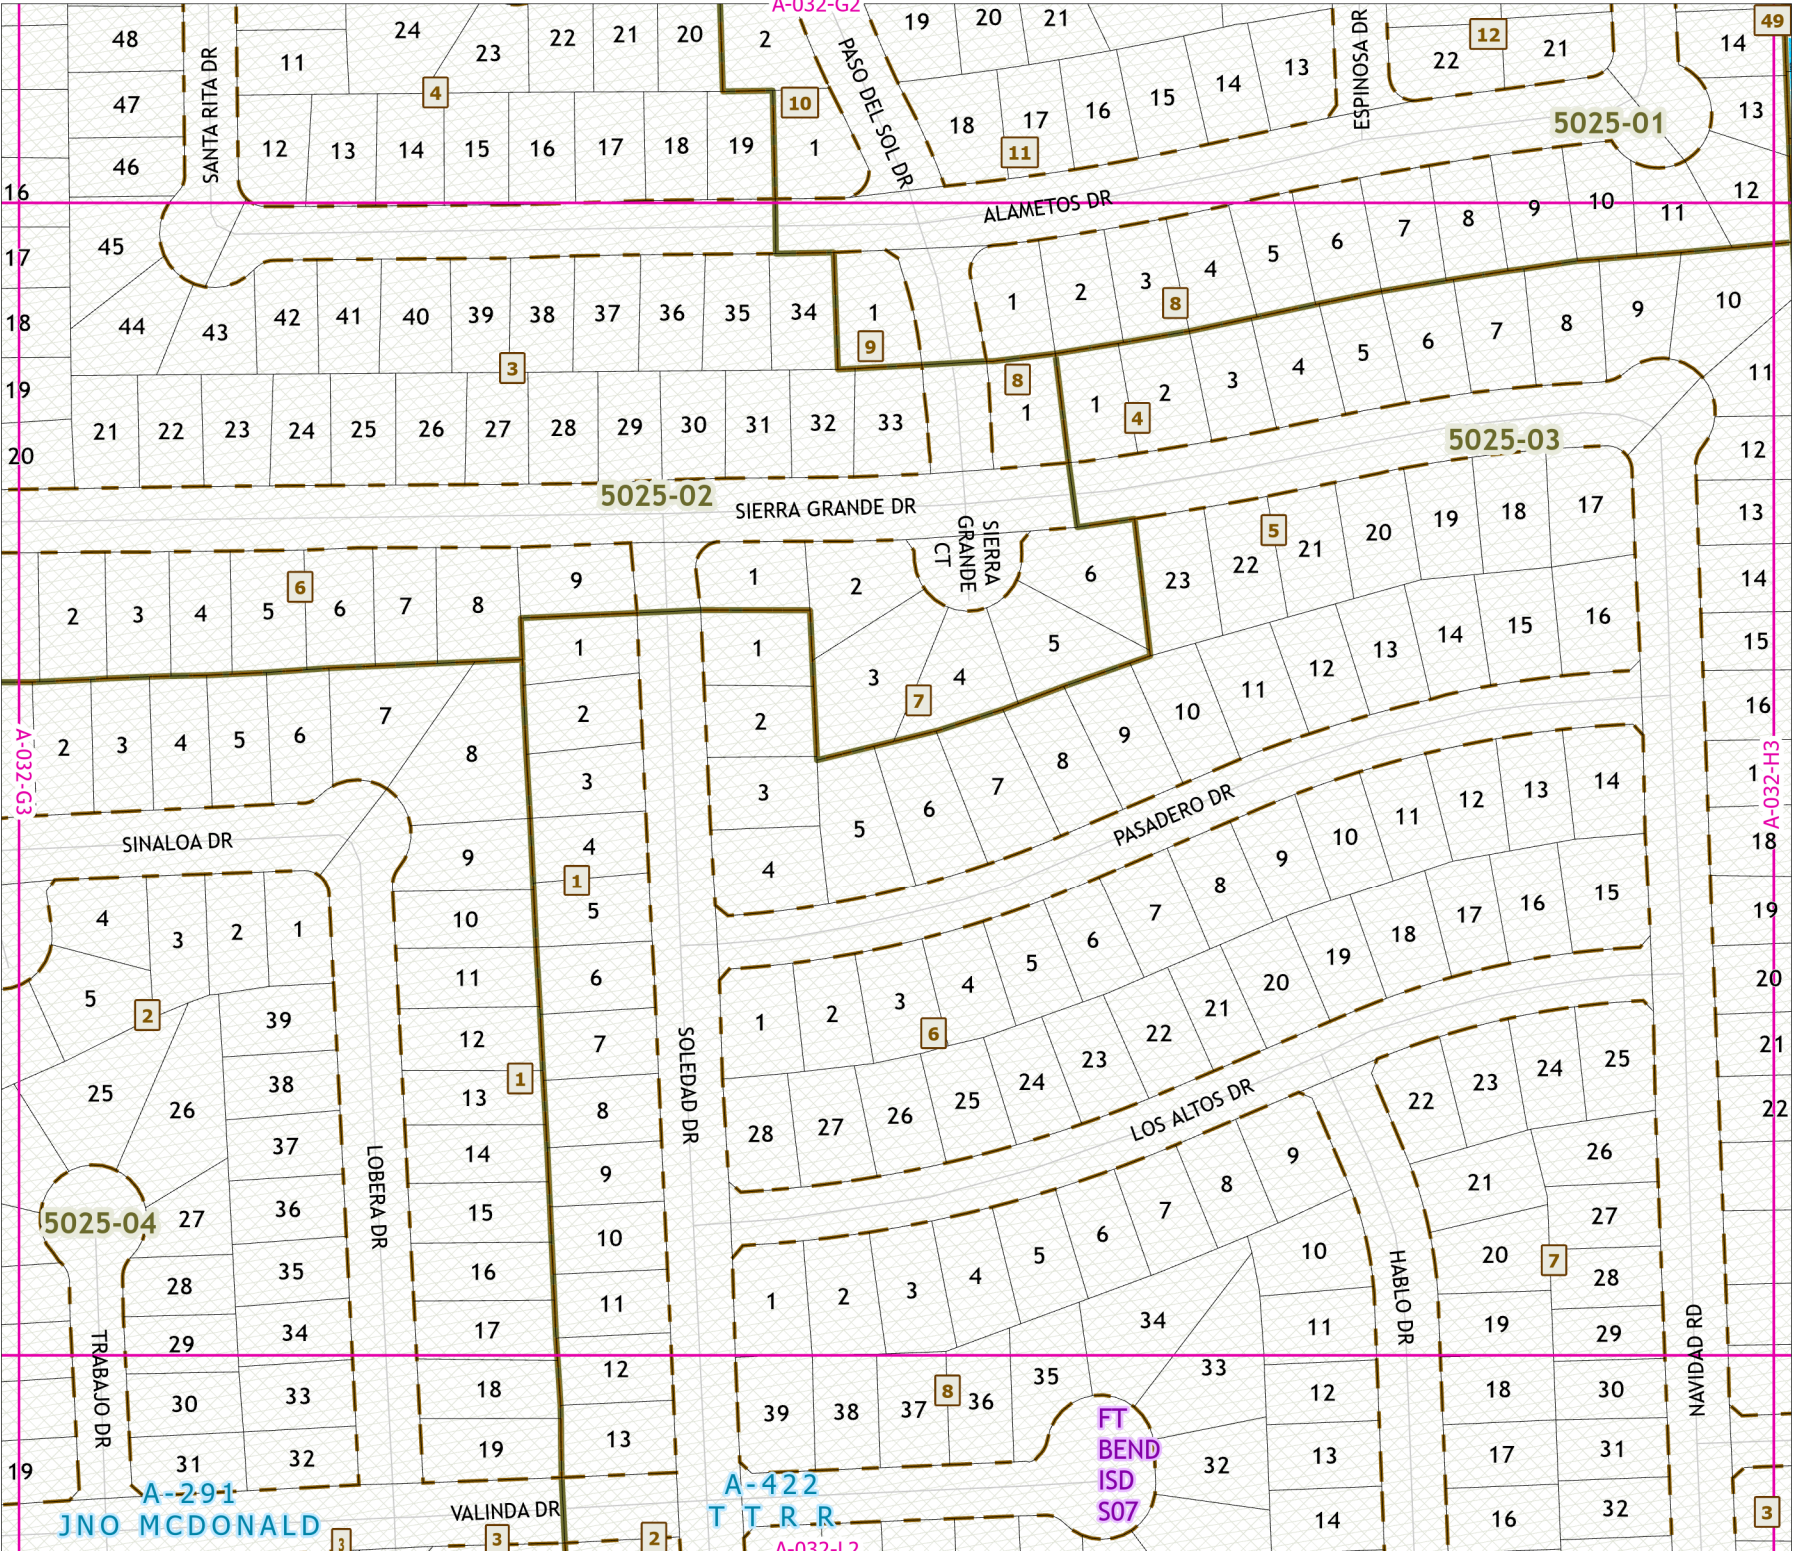 A-032-G2
48 24 23 22 21 20 2 19 20 21 12 22 21 14 49
11 4 13 14 15 16 17 18 13
47 10
SANTA RITA DR
PASO DEL SOL DR
ESPINOSA DR
5025-01
46 12 13 14 15 16 17 18 19 1 11
16 12
ALAMETOS DR
45 1 2 3 4 5 6 7 8 9 10 11
17
18 44 43 42 41 40 39 38 37 36 35 34 1 9 8
3 8
1 2 3 4 5 6 7 8 9 10
19 11
20 21 22 23 24 25 26 27 28 29 30 31 32 33 1 4
5025-03
12
5025-02
SIERRA GRANDE DR
SIERRA
GRANDE
CT
13
5
23 22 21 20 19 18 17
14
6
2 3 4 5 6 7 8 9
1 2 3 4 5 6
7
15
5 6 7 8 9 10 11 12 13 14 15 16
16
A-032-G3
A-032-H3
2 3 4 5 6 7 8
1
2
3
4
1
5
6
7
8
9
10
11
12
13
1
2
3
4
PASADERO DR
SINALOA DR
18
4 3 2 1
5
2
9
10
11
12
1
13
14
15
16
17
18
19
1 2 3 4 5 6 7 8 9 10 11 12 13 14
6
28 27 26 25 24 23 22 21 20 19 18 17 16 15
19
20
21
22
SOLEDAD DR
LOS ALTOS DR
25 26
39
38
37
36
35
34
33
32
27
28
29
30
31
5025-04
LOBERA DR
TRABAJO DR
19
1 2 3 4 5 6 7 8 9
34
33
32
39 38 37 8 36 35
10
11
12
13
14
HABLO DR
22 23 24 25
21 26
20 7 27
28
19 29
18 30
17 31
16 32
NAVIDAD RD
FT
BEND
ISD
S07
A-291
JNO MCDONALD
A-422
T T R R
VALINDA DR
3 3 2 3
A-032-L2